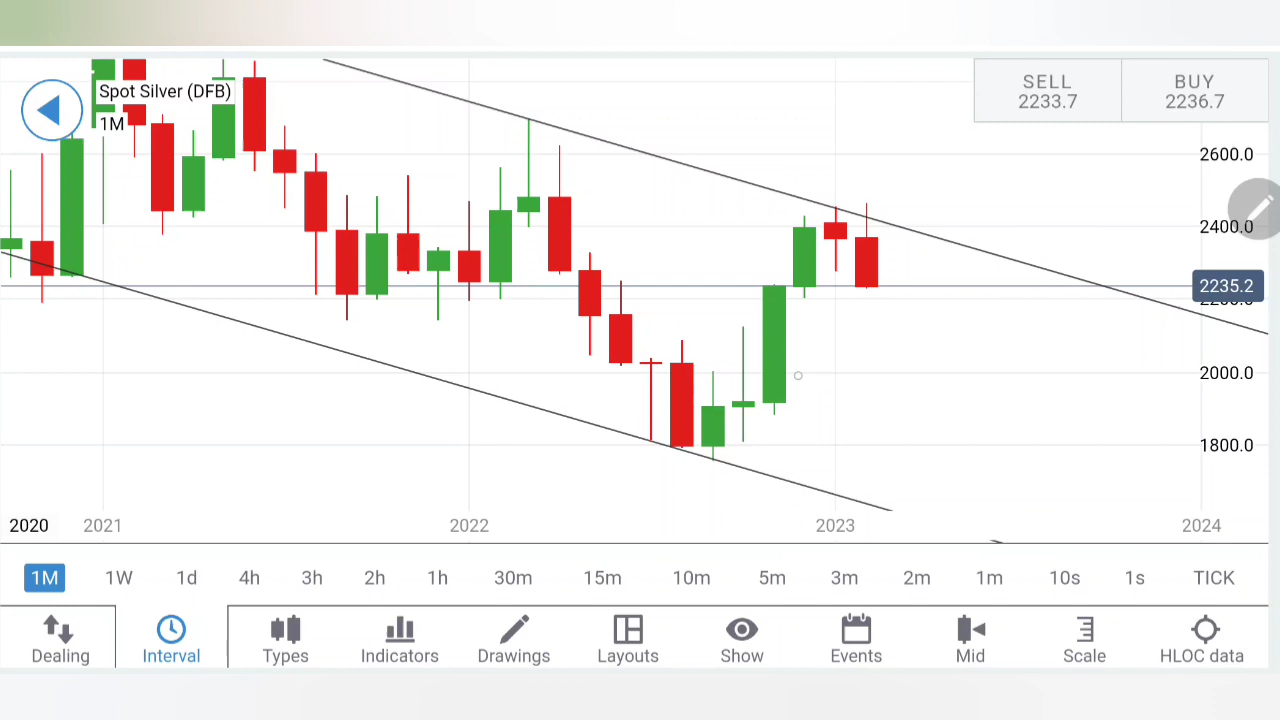 Spot Silver (DFB)
1M
SELL
2233.7
BUY
2236.7
2600.0
2400.0
2235.2
2200.0
2000.0
1800.0
2020 2021 2022 2023 2024
1M 1W 1d 4h 3h 2h 1h 30m 15m 10m 5m 3m 2m 1m 10s 1s TICK
Dealing Interval Types Indicators Drawings Layouts Show Events Mid Scale HLOC data